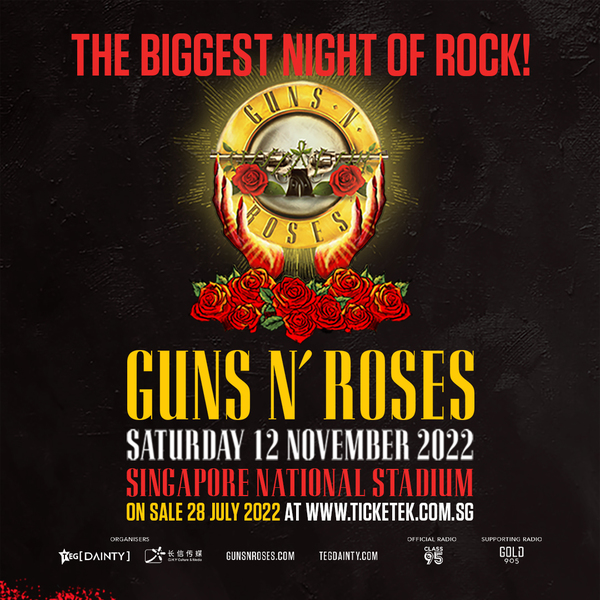 THE BIGGEST NIGHT OF ROCK!
GUNS · N ·
ROSES
GUNS N' ROSES
SATURDAY 12 NOVEMBER 2022
SINGAPORE NATIONAL STADIUM
ON SALE 28 JULY 2022 AT WWW.TICKETEK.COM.SG
ORGANISERS
OFFICIAL RADIO
SUPPORTING RADIO
TEG[DAINTY]
长信传媒
GUNSNROSES.COM
TEGDAINTY.COM
CLASS
95
GOLD
905